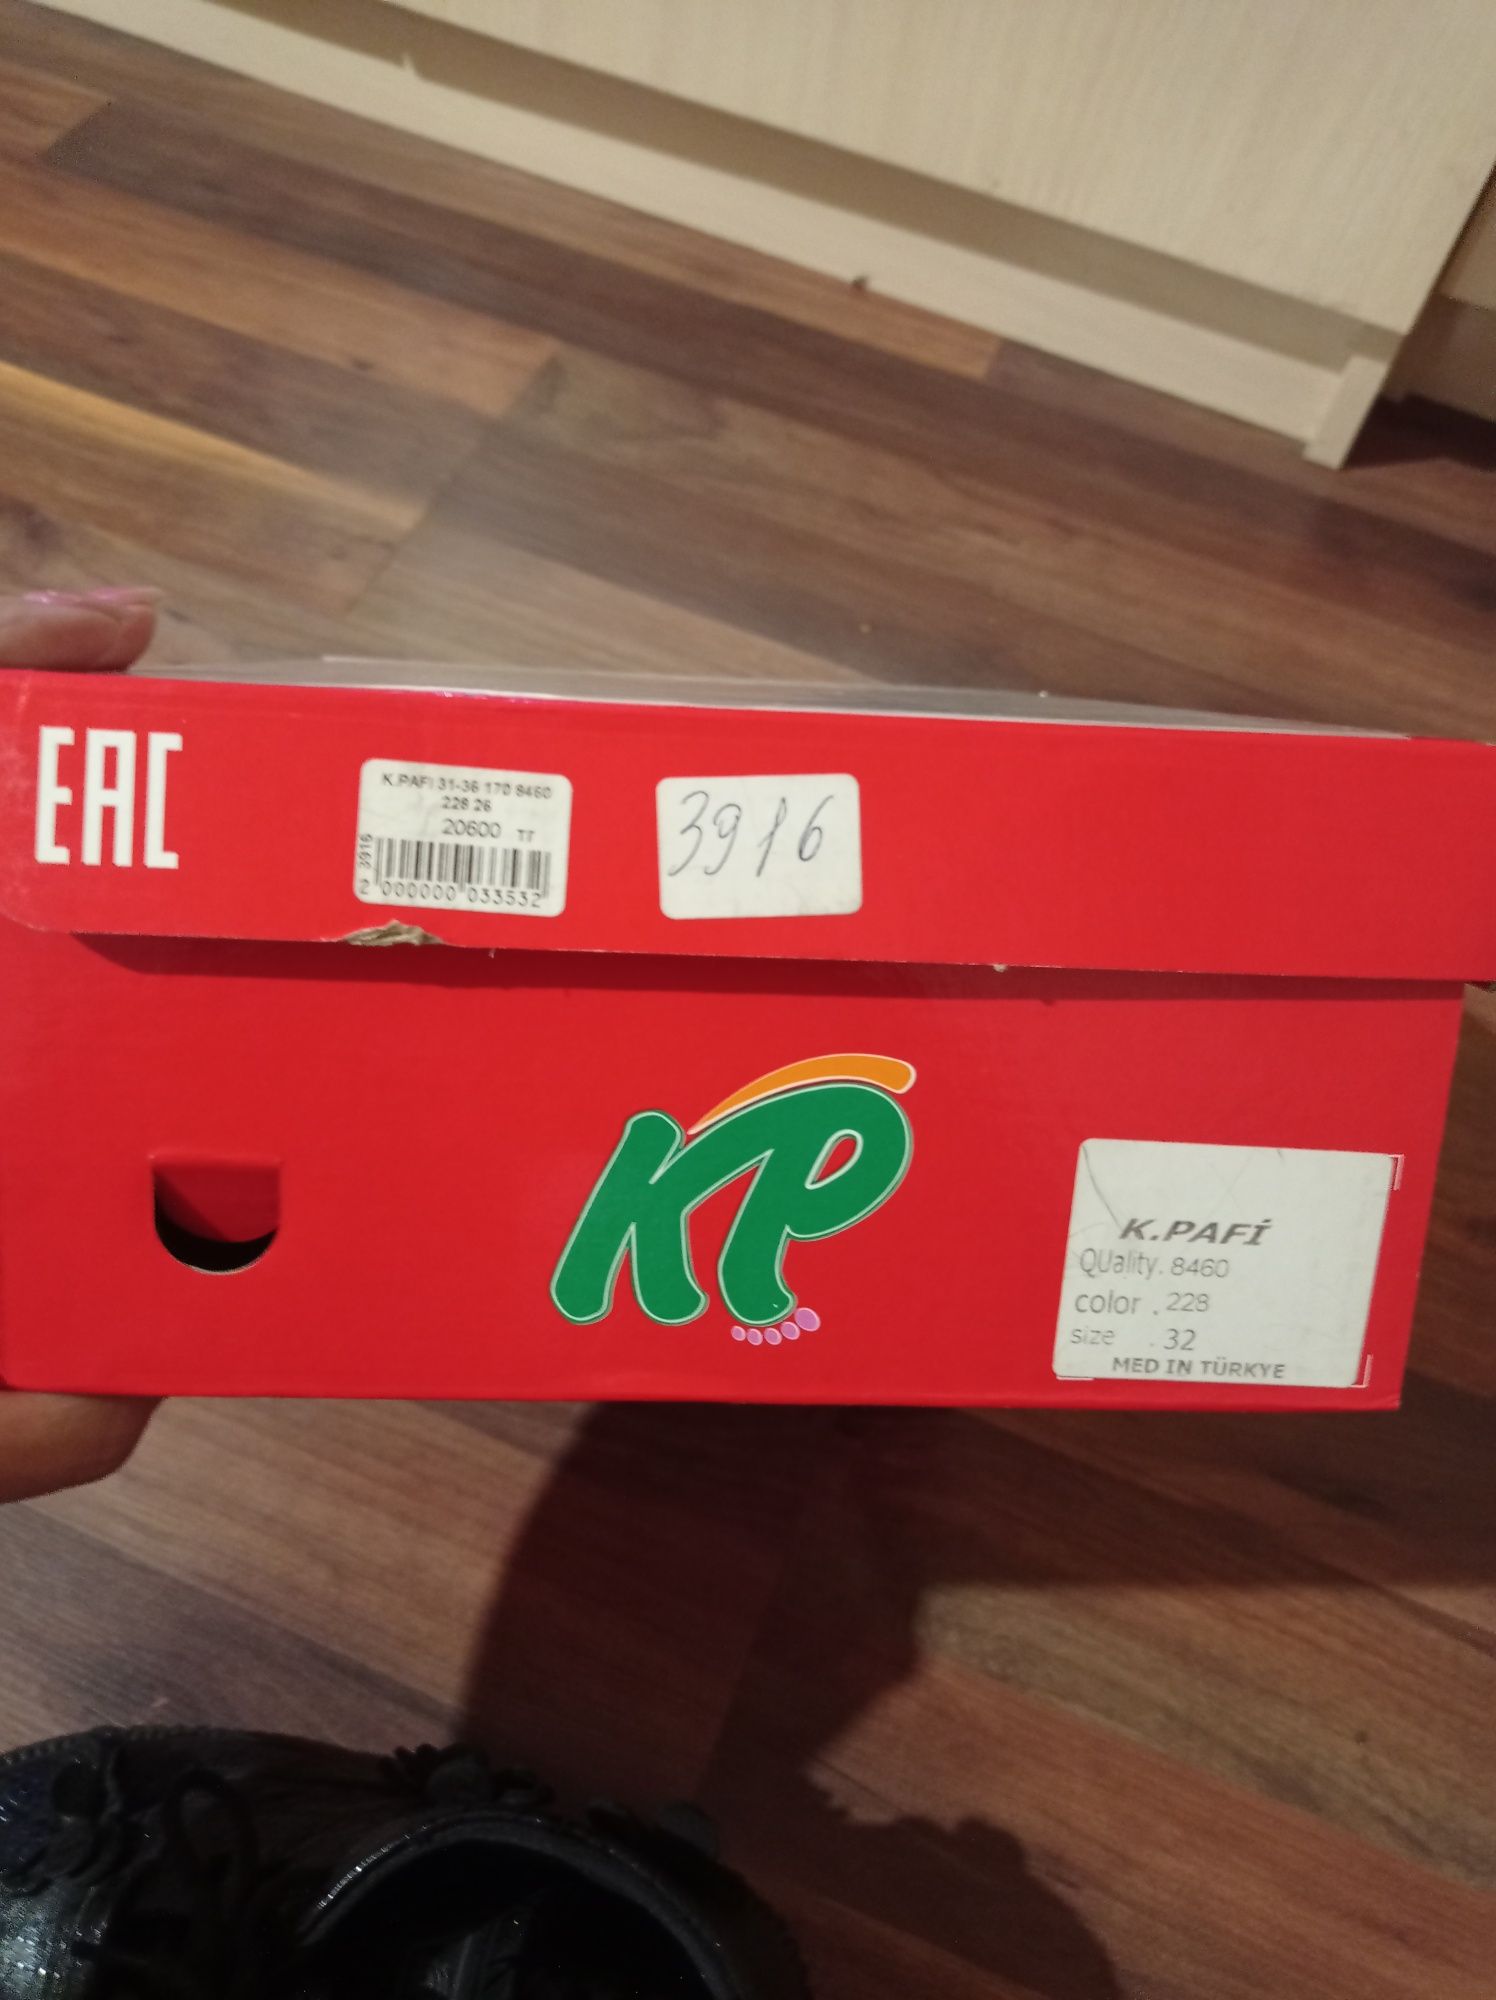 EAC
K.PAFI 31-36 170 8460
228 26
20600 тг
3916
2 000000 033532
3916
KP
K.PAFİ
QUality. 8460
color . 228
size . 32
MED IN TÜRKYE